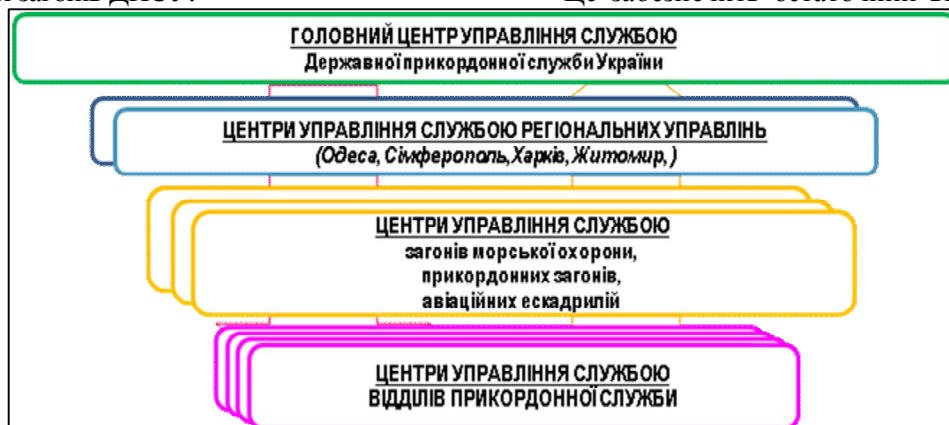 ГОЛОВНИЙ ЦЕНТР УПРАВЛІННЯ СЛУЖБОЮ
Державної прикордонної служби України
ЦЕНТРИ УПРАВЛІННЯ СЛУЖБОЮ РЕГІОНАЛЬНИХ УПРАВЛІНЬ
(Одеса, Сімферополь, Харків, Житомир, )
ЦЕНТРИ УПРАВЛІННЯ СЛУЖБОЮ
загонів морської охорони,
прикордонних загонів,
авіаційних ескадрилій
ЦЕНТРИ УПРАВЛІННЯ СЛУЖБОЮ
ВІДДІЛІВ ПРИКОРДОННОЇ СЛУЖБИ